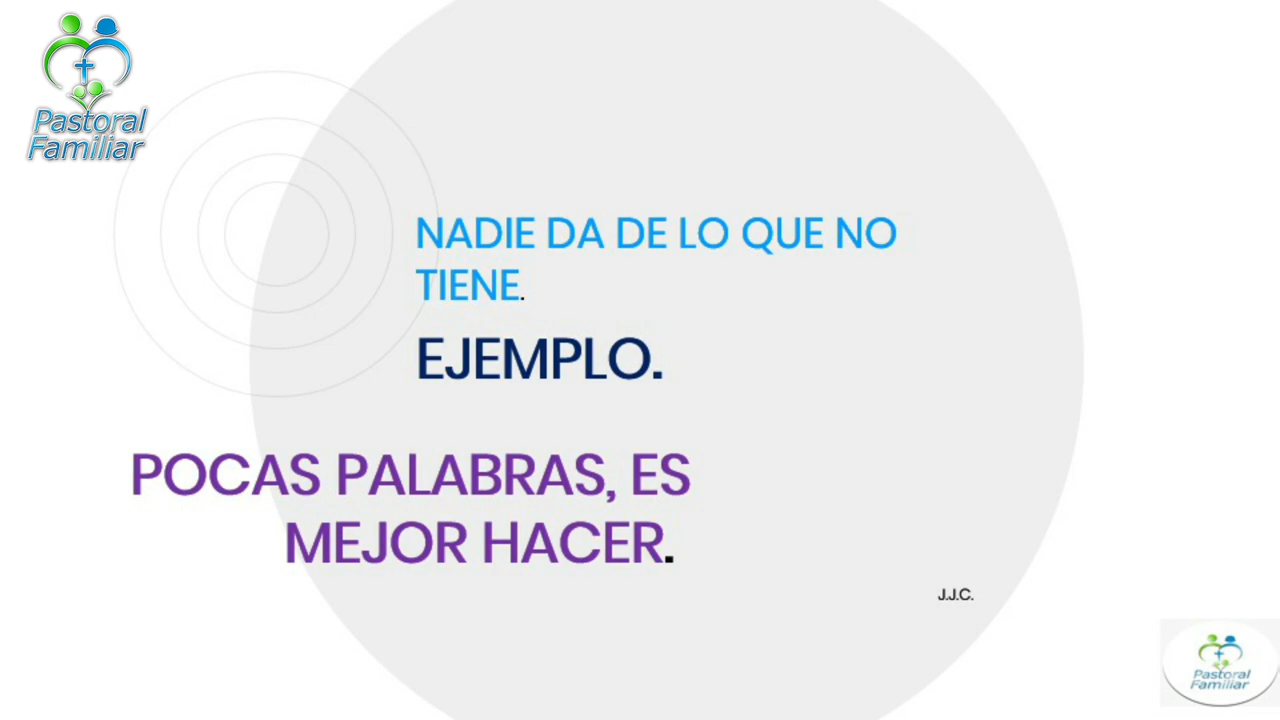 Pastoral
Familiar
NADIE DA DE LO QUE NO
TIENE.
EJEMPLO.
POCAS PALABRAS, ES
MEJOR HACER.
J.J.C.
Pastoral
Familiar